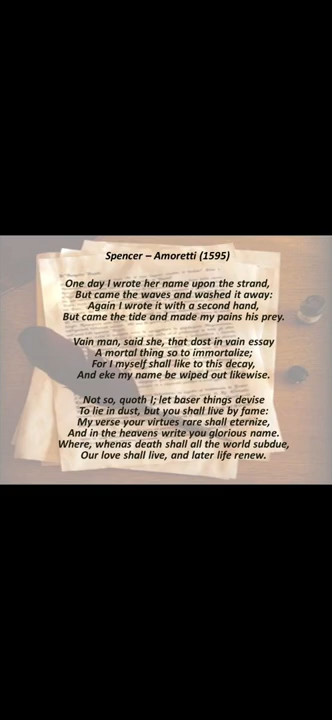 Spencer – Amoretti (1595)
One day I wrote her name upon the strand,
But came the waves and washed it away:
Again I wrote it with a second hand,
But came the tide and made my pains his prey.
Vain man, said she, that dost in vain essay
A mortal thing so to immortalize;
For I myself shall like to this decay,
And eke my name be wiped out likewise.
Not so, quoth I; let baser things devise
To lie in dust, but you shall live by fame:
My verse your virtues rare shall eternize,
And in the heavens write you glorious name.
Where, whenas death shall all the world subdue,
Our love shall live, and later life renew.